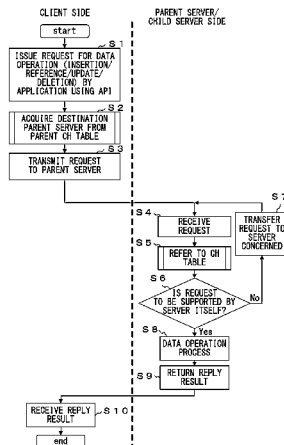 CLIENT SIDE
PARENT SERVER/
CHILD SERVER SIDE
start
S1
ISSUE REQUEST FOR DATA
OPERATION (INSERTION/
REFERENCE/UPDATE/
DELETION) BY
APPLICATION USING API
S2
ACQUIRE DESTINATION
PARENT SERVER FROM
PARENT CH TABLE
S3
TRANSMIT REQUEST
TO PARENT SERVER
S4
RECEIVE
REQUEST
S7
TRANSFER
REQUEST TO
SERVER
CONCERNED
S5
REFER TO CH
TABLE
S6
IS REQUEST
TO BE SUPPORTED BY
SERVER ITSELF?
No
Yes
S8
DATA OPERATION
PROCESS
S9
RETURN REPLY
RESULT
RECEIVE REPLY
RESULT
S10
end